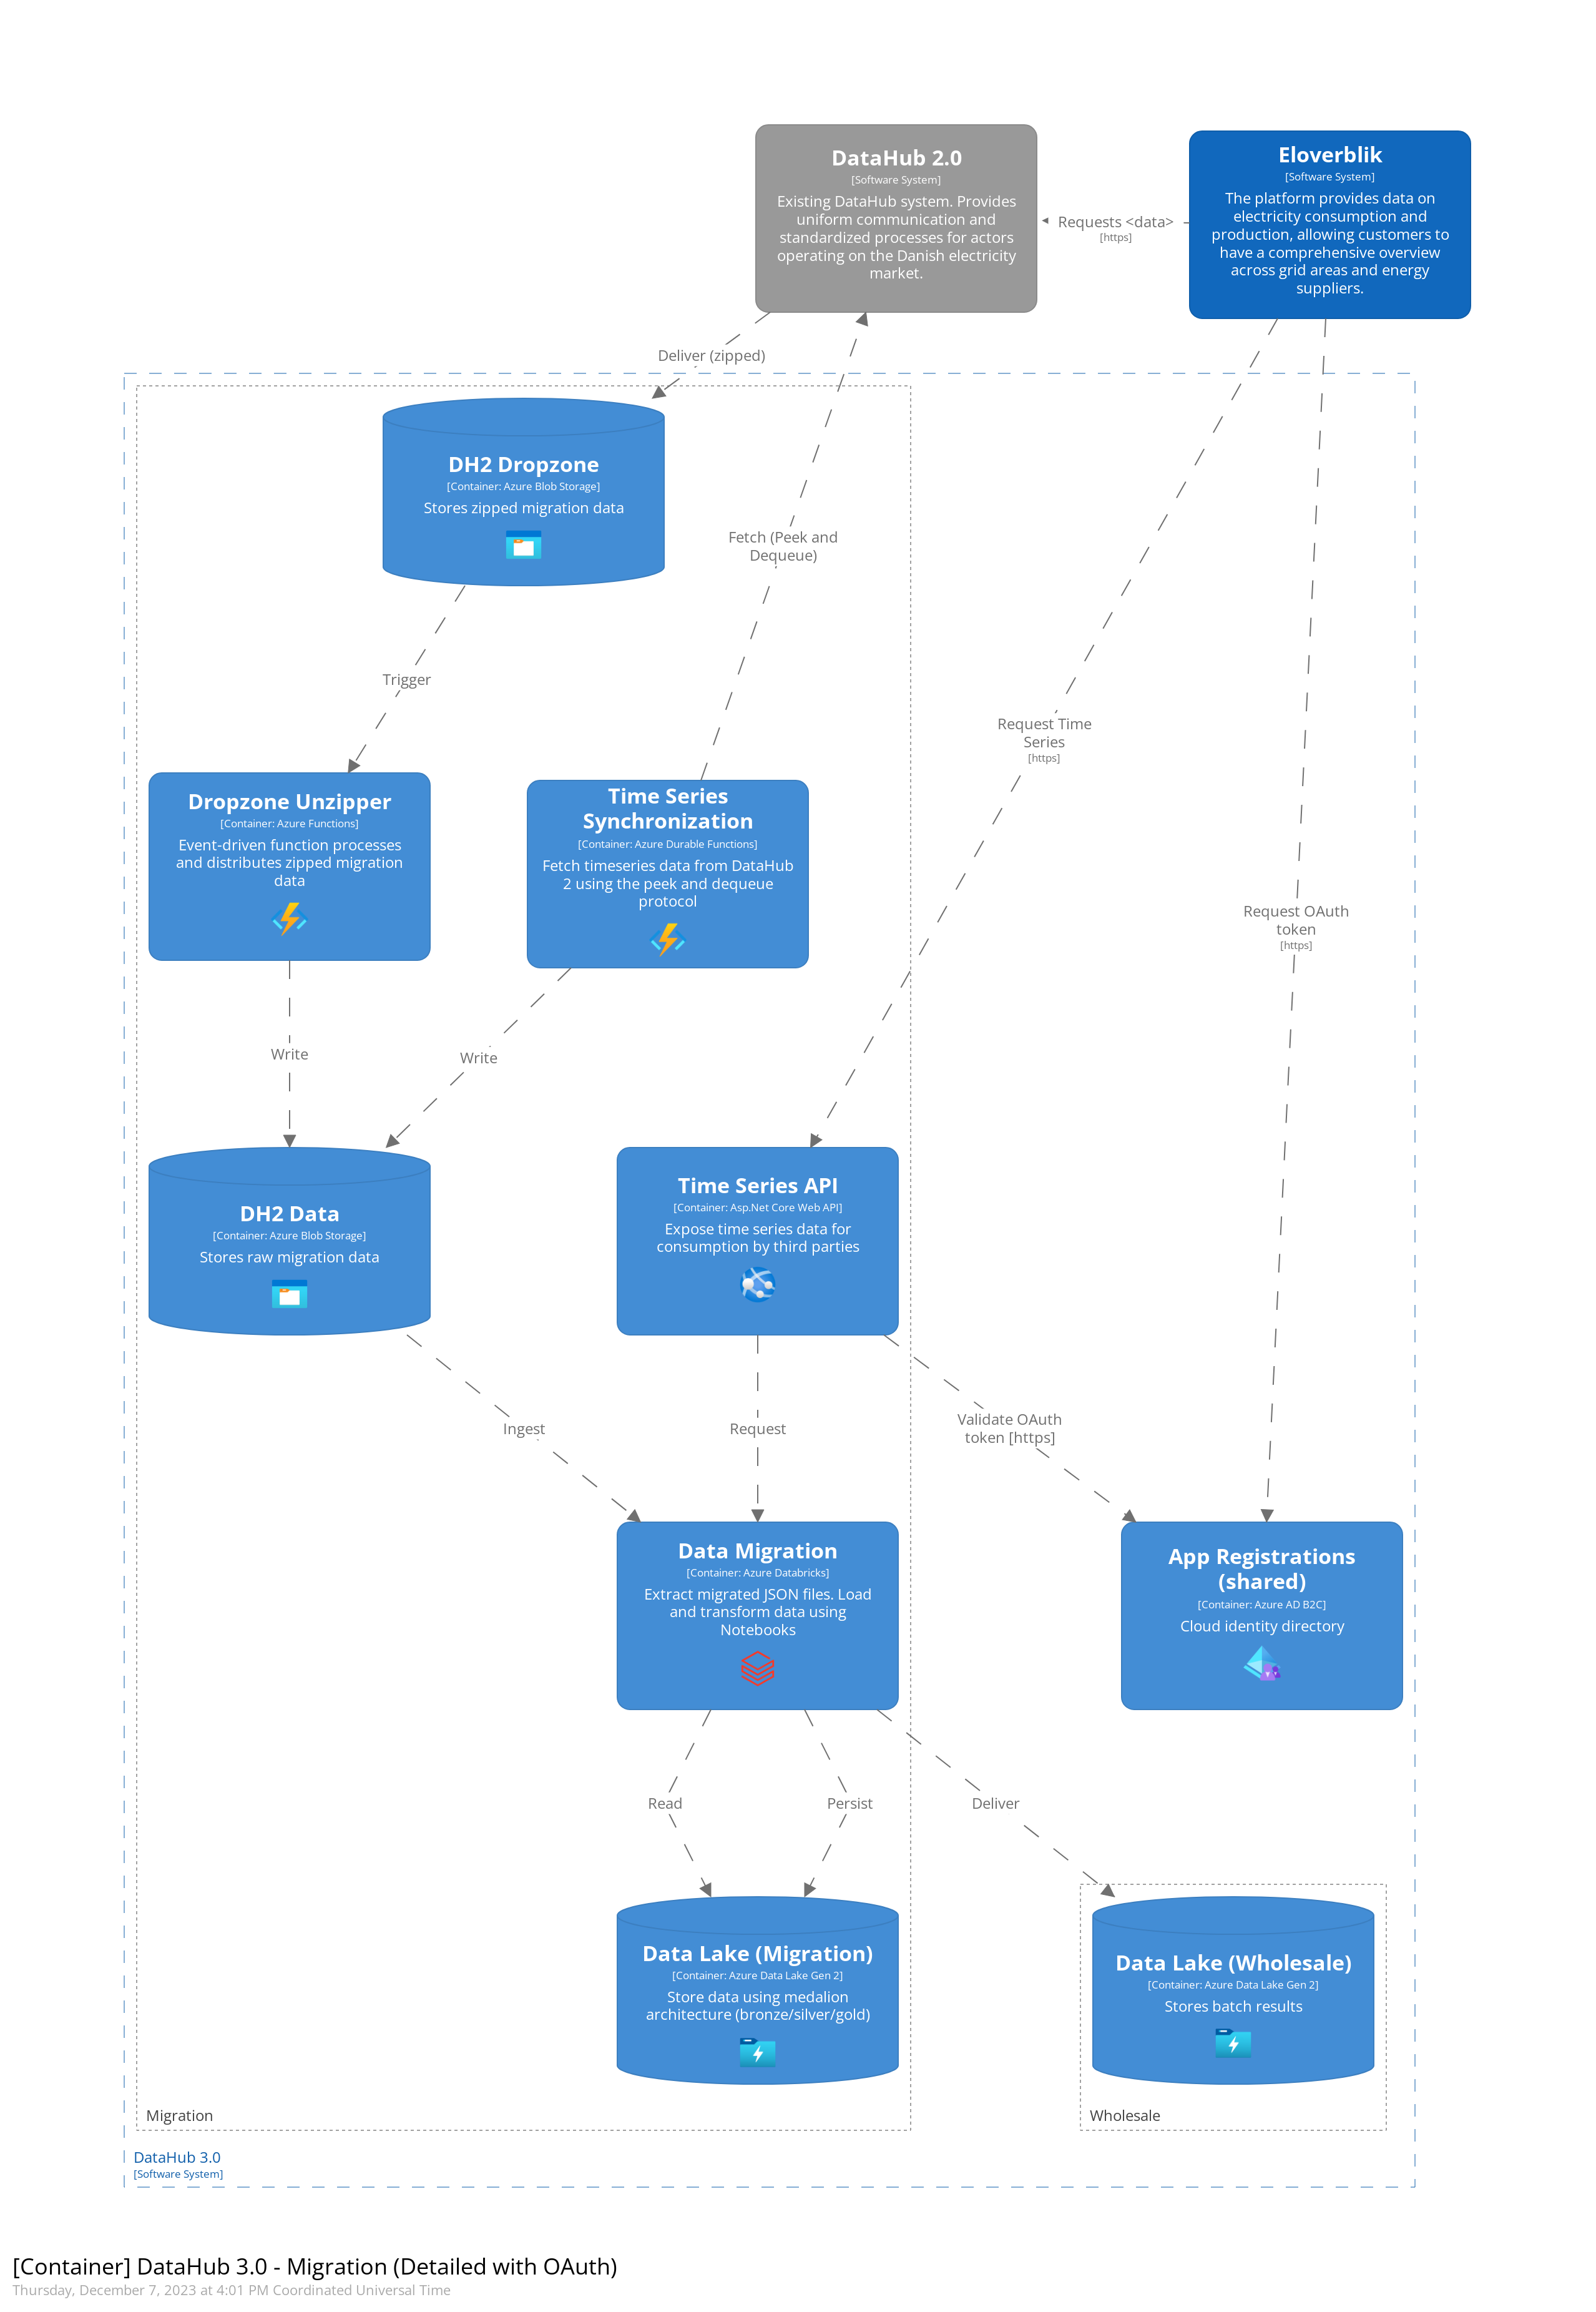 DataHub 2.0
[Software System]
Existing DataHub system. Provides
uniform communication and
standardized processes for actors
operating on the Danish electricity
market.
Eloverblik
[Software System]
The platform provides data on
electricity consumption and
production, allowing customers to
have a comprehensive overview
across grid areas and energy
suppliers.
Requests <data>
[https]
Deliver (zipped)
DH2 Dropzone
[Container: Azure Blob Storage]
Stores zipped migration data
Fetch (Peek and
Dequeue)
Trigger
Request Time
Series
[https]
Dropzone Unzipper
[Container: Azure Functions]
Event-driven function processes
and distributes zipped migration
data
Time Series
Synchronization
[Container: Azure Durable Functions]
Fetch timeseries data from DataHub
2 using the peek and dequeue
protocol
Request OAuth
token
[https]
Write
Write
DH2 Data
[Container: Azure Blob Storage]
Stores raw migration data
Time Series API
[Container: Asp.Net Core Web API]
Expose time series data for
consumption by third parties
Ingest
Request
Validate OAuth
token [https]
Data Migration
[Container: Azure Databricks]
Extract migrated JSON files. Load
and transform data using
Notebooks
App Registrations
(shared)
[Container: Azure AD B2C]
Cloud identity directory
Read
Persist
Deliver
Data Lake (Migration)
[Container: Azure Data Lake Gen 2]
Store data using medalion
architecture (bronze/silver/gold)
Data Lake (Wholesale)
[Container: Azure Data Lake Gen 2]
Stores batch results
Migration
Wholesale
DataHub 3.0
[Software System]
[Container] DataHub 3.0 - Migration (Detailed with OAuth)
Thursday, December 7, 2023 at 4:01 PM Coordinated Universal Time